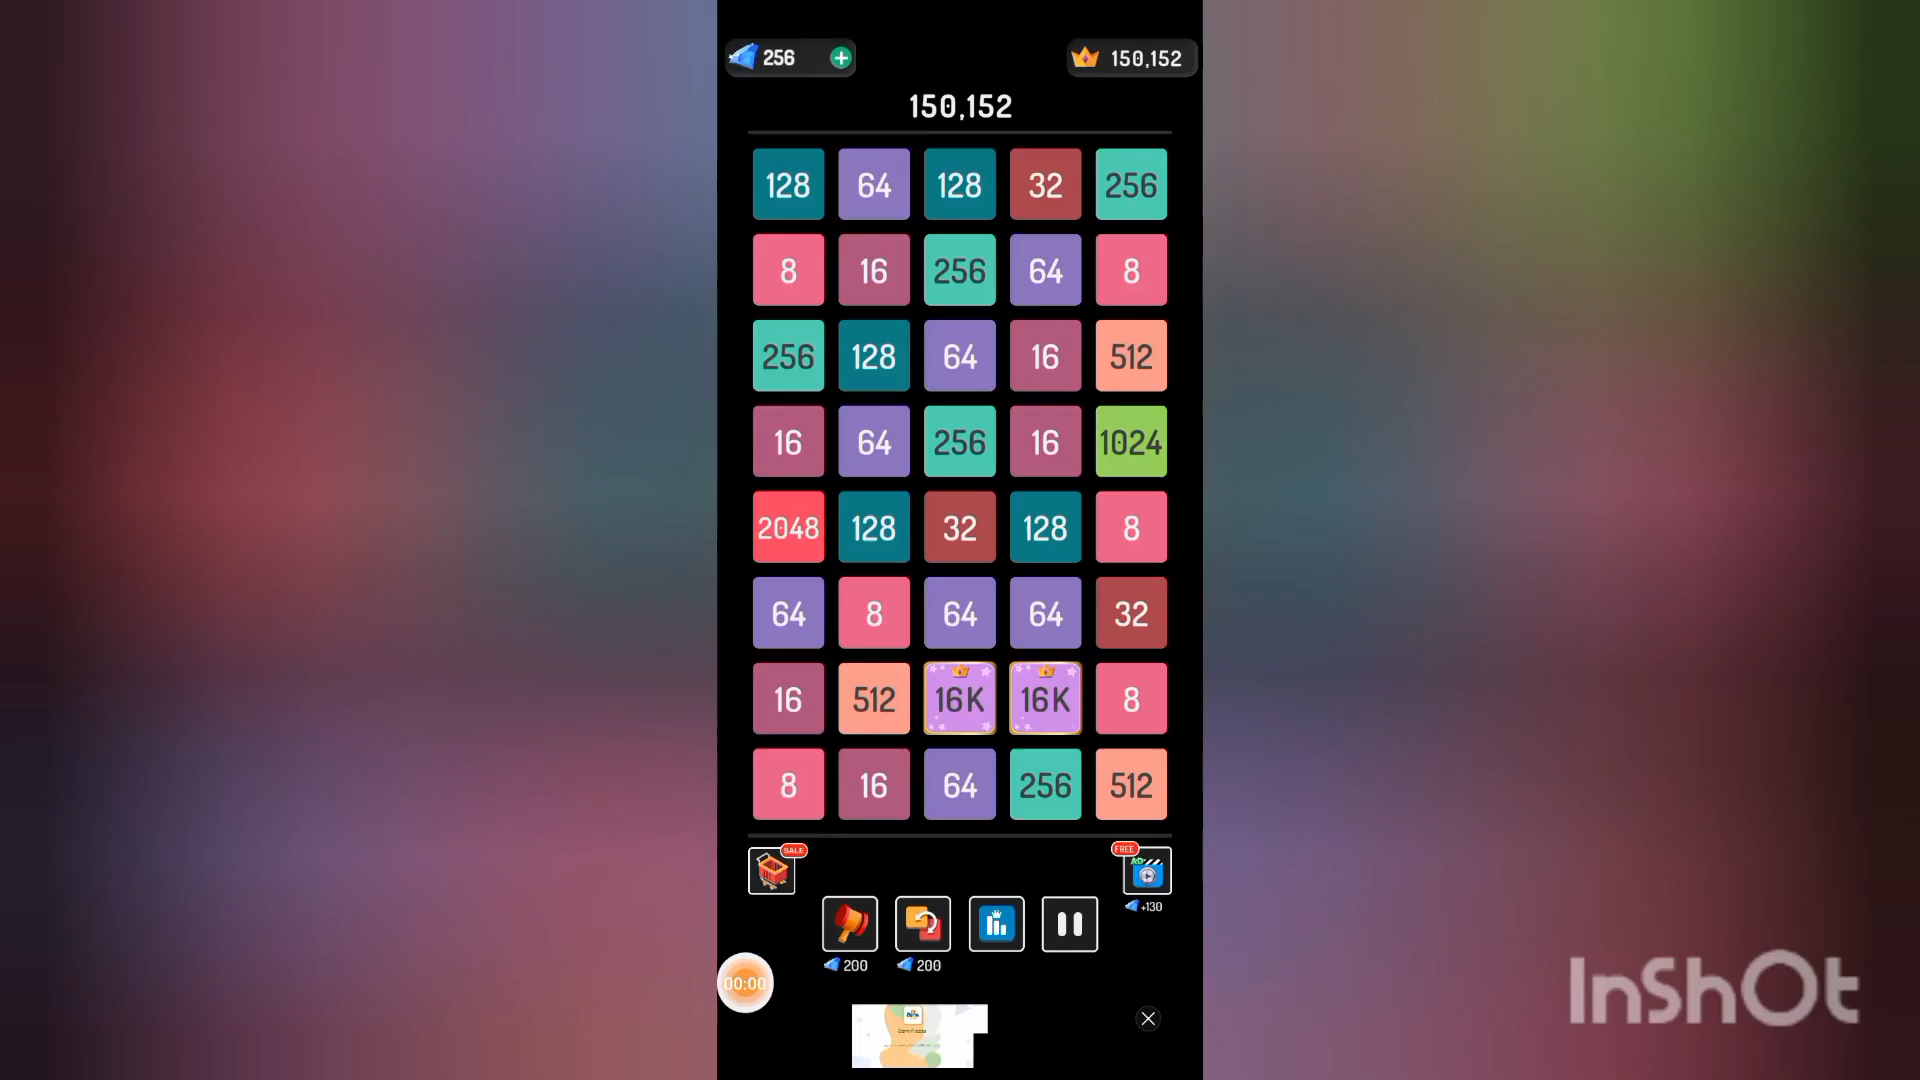 256
150,152
150,152
128 64 128 32 256
8 16 256 64 8
256 128 64 16 512
16 64 256 16 1024
2048 128 32 128 8
64 8 64 64 32
16 512 16K 16K 8
8 16 64 256 512
SALE
FREE
AD
+130
200 200
00:00
InShOt